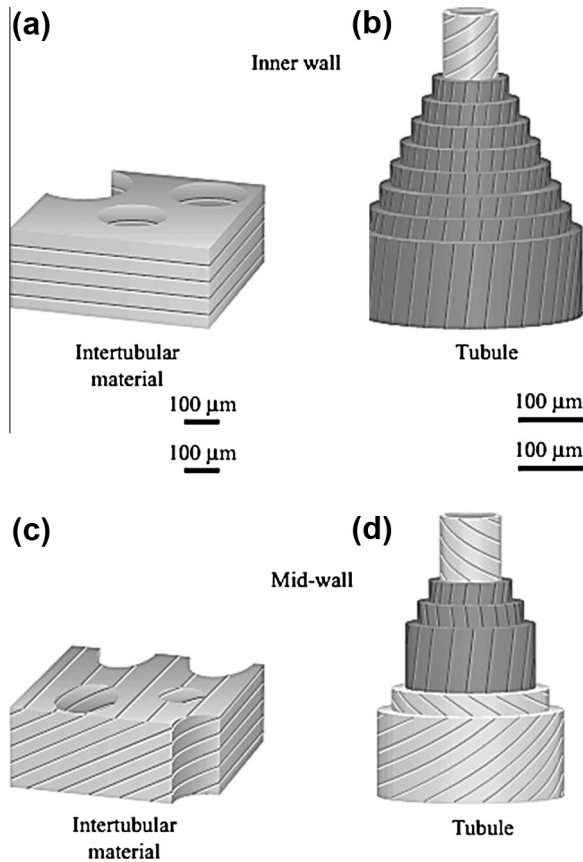 (a)
(b)
Inner wall
Intertubular
material
Tubule
100 μm
100 μm
100 μm
100 μm
(c)
(d)
Mid-wall
Intertubular
material
Tubule